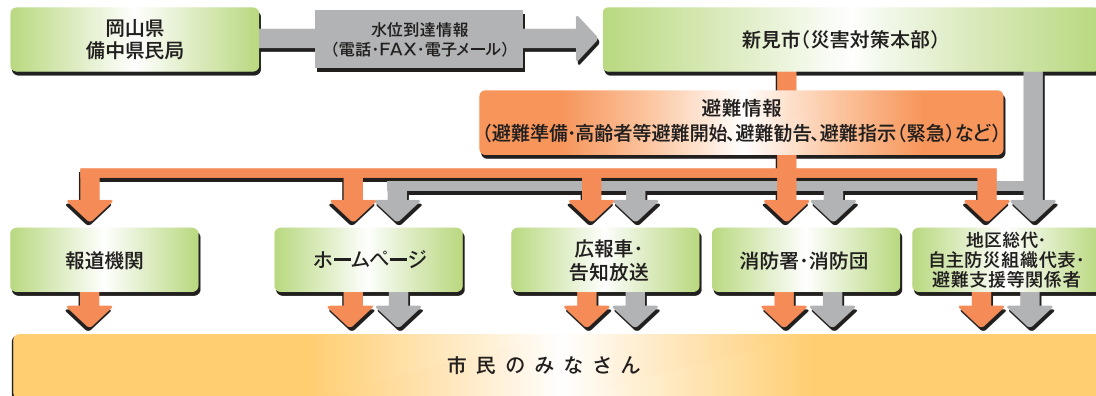 岡山県
備中県民局
水位到達情報
(電話・FAX・電子メール)
新見市(災害対策本部)
避難情報
(避難準備・高齢者等避難開始、避難勧告、避難指示(緊急)など)
報道機関
ホームページ
広報車・
告知放送
消防署・消防団
地区総代・
自主防災組織代表・
避難支援等関係者
市民のみなさん